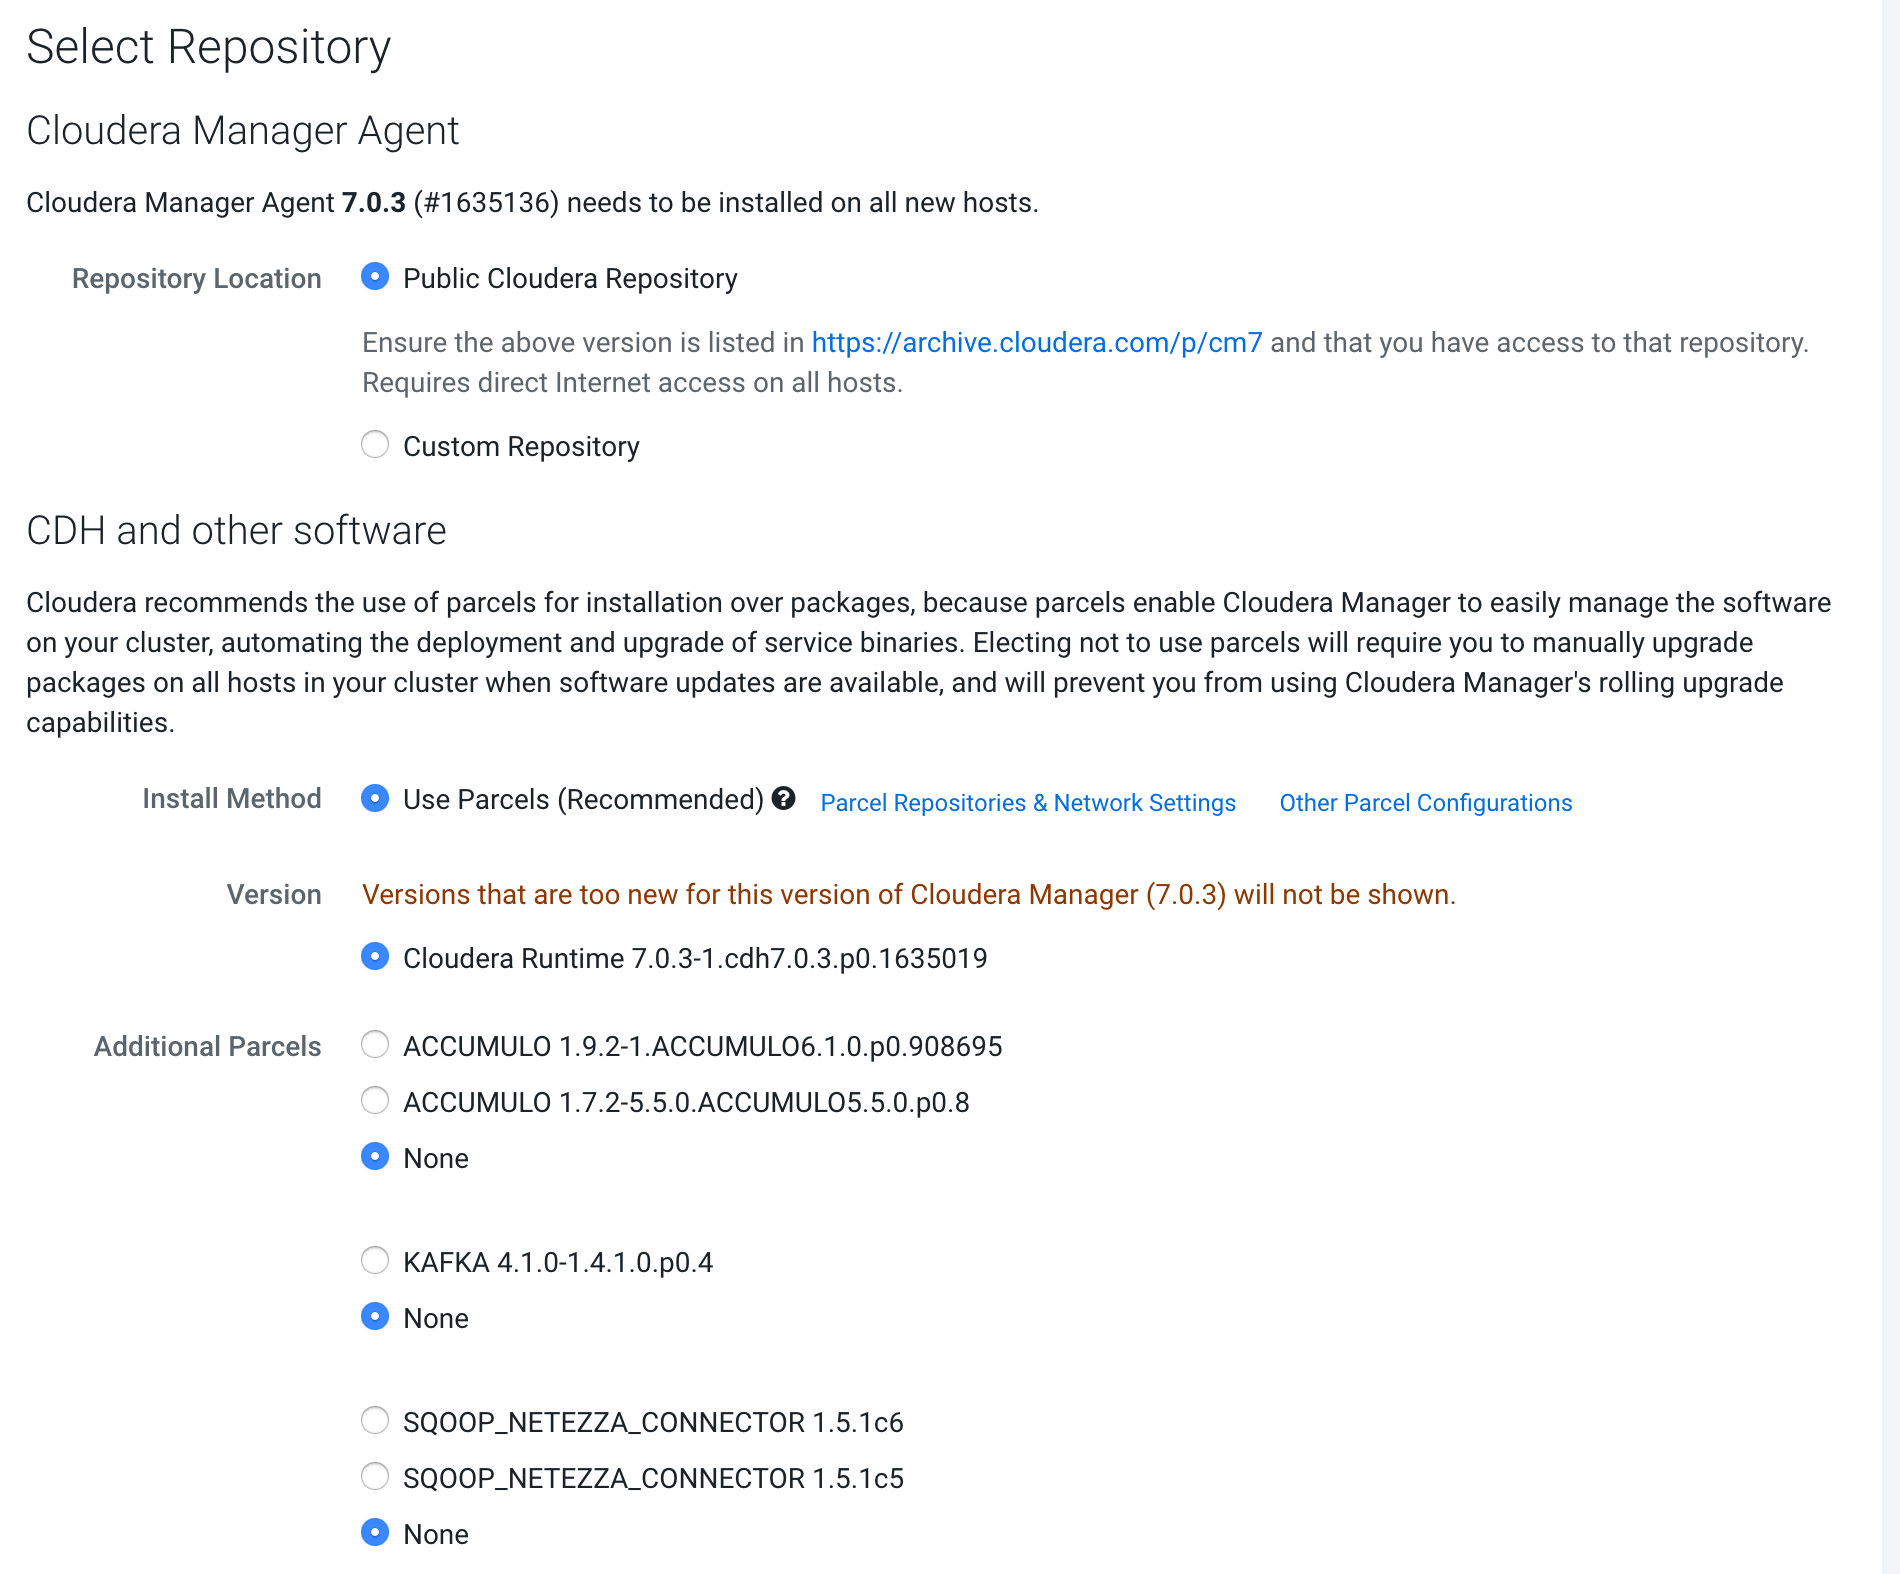 Select Repository
Cloudera Manager Agent
Cloudera Manager Agent 7.0.3 (#1635136) needs to be installed on all new hosts.
Repository Location Public Cloudera Repository
Ensure the above version is listed in https://archive.cloudera.com/p/cm7 and that you have access to that repository.
Requires direct Internet access on all hosts.
Custom Repository
CDH and other software
Cloudera recommends the use of parcels for installation over packages, because parcels enable Cloudera Manager to easily manage the software
on your cluster, automating the deployment and upgrade of service binaries. Electing not to use parcels will require you to manually upgrade
packages on all hosts in your cluster when software updates are available, and will prevent you from using Cloudera Manager's rolling upgrade
capabilities.
Install Method Use Parcels (Recommended) ? Parcel Repositories & Network Settings Other Parcel Configurations
Version Versions that are too new for this version of Cloudera Manager (7.0.3) will not be shown.
Cloudera Runtime 7.0.3-1.cdh7.0.3.p0.1635019
Additional Parcels ACCUMULO 1.9.2-1.ACCUMULO6.1.0.p0.908695
ACCUMULO 1.7.2-5.5.0.ACCUMULO5.5.0.p0.8
None
KAFKA 4.1.0-1.4.1.0.p0.4
None
SQOOP_NETEZZA_CONNECTOR 1.5.1c6
SQOOP_NETEZZA_CONNECTOR 1.5.1c5
None